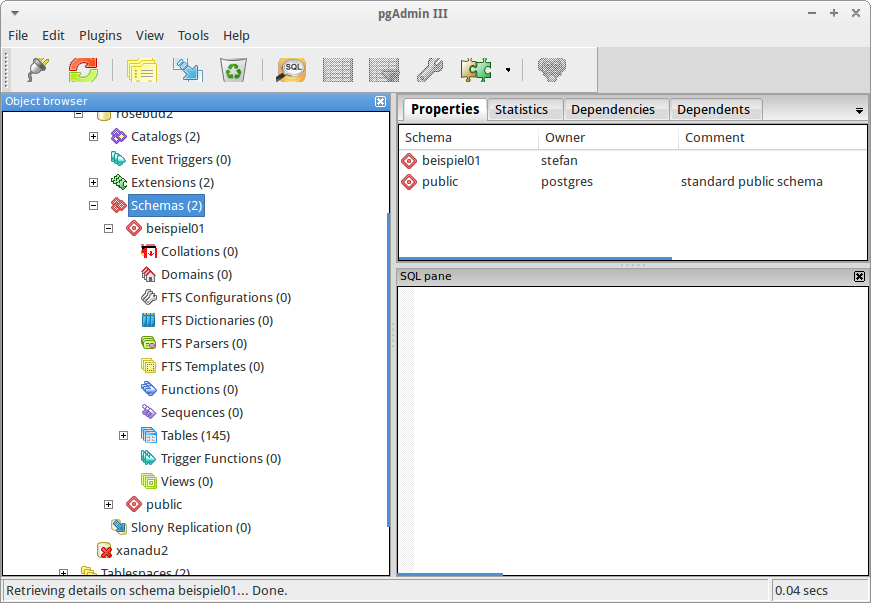 pgAdmin III
File Edit Plugins View Tools Help
SQL
Object browser
rosebud2
Catalogs (2)
Event Triggers (0)
Extensions (2)
Schemas (2)
beispiel01
Collations (0)
Domains (0)
FTS Configurations (0)
FTS Dictionaries (0)
FTS Parsers (0)
FTS Templates (0)
Functions (0)
Sequences (0)
Tables (145)
Trigger Functions (0)
Views (0)
public
Slony Replication (0)
xanadu2
Tablespaces (2)
Properties Statistics Dependencies Dependents
Schema Owner Comment
beispiel01 stefan
public postgres standard public schema
SQL pane
Retrieving details on schema beispiel01... Done. 0.04 secs